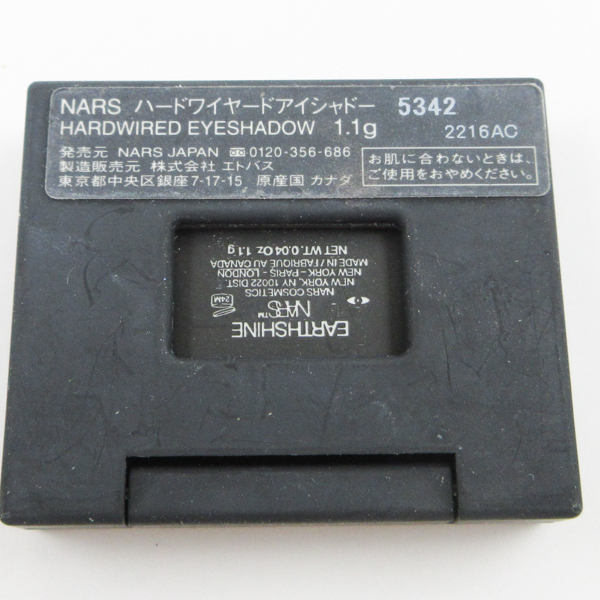 NARS ハードワイヤードアイシャドー 5342
HARDWIRED EYESHADOW 1.1g 2216AC
発売元 NARS JAPAN 0120-356-686
製造販売元 株式会社 エトバス
東京都中央区銀座7-17-15 原産国 カナダ
お肌に合わないときは、
ご使用をおやめください。
EARTHSHINE
NARS™
24M
NARS COSMETICS
NEW YORK, NY 10022 DIST
NEW YORK - PARIS - LONDON
MADE IN / FABRIQUE AU CANADA
NET WT. 0.04 Oz 1.1 g